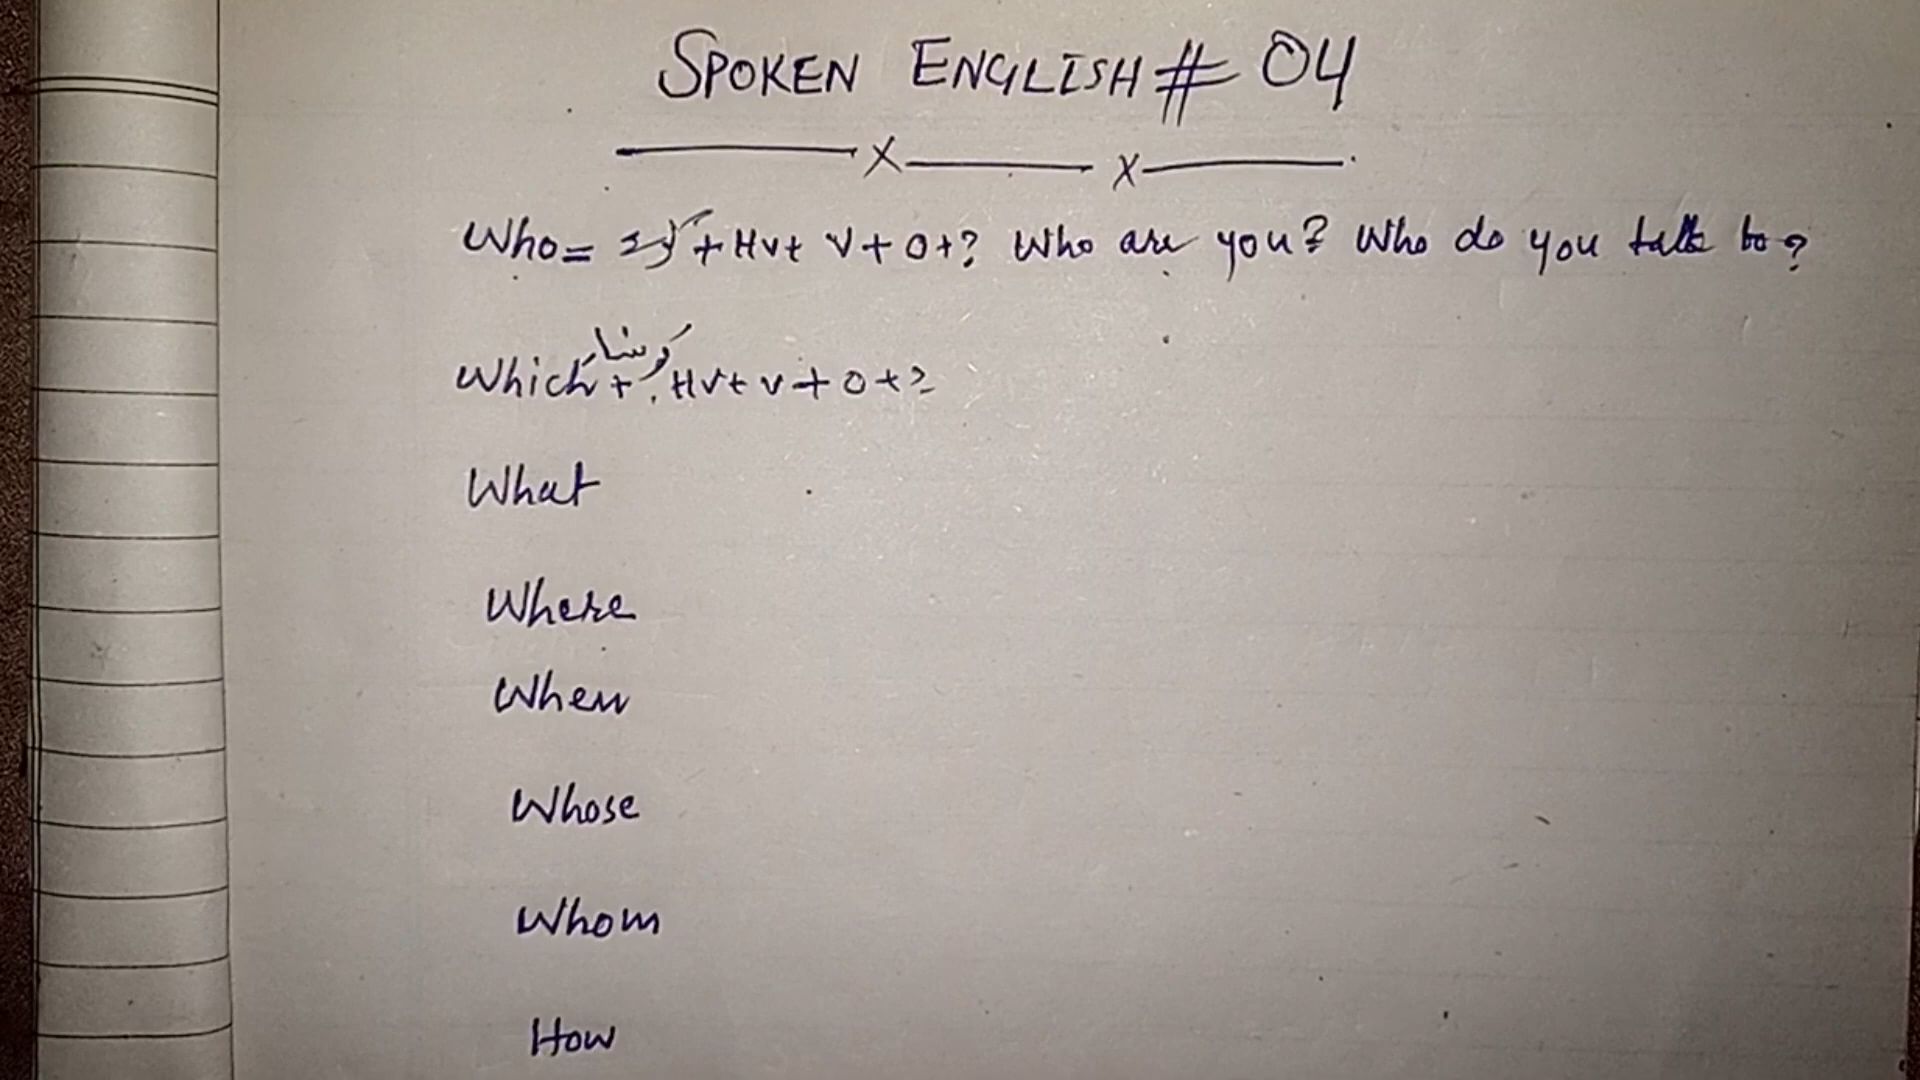 SPOKEN ENGLISH # 04
Who = کون + Hv + V + O + ? Who are you? Who do you talk to?
کونسا
Which + Hv + v + O + ?
What
Where
When
Whose
Whom
How